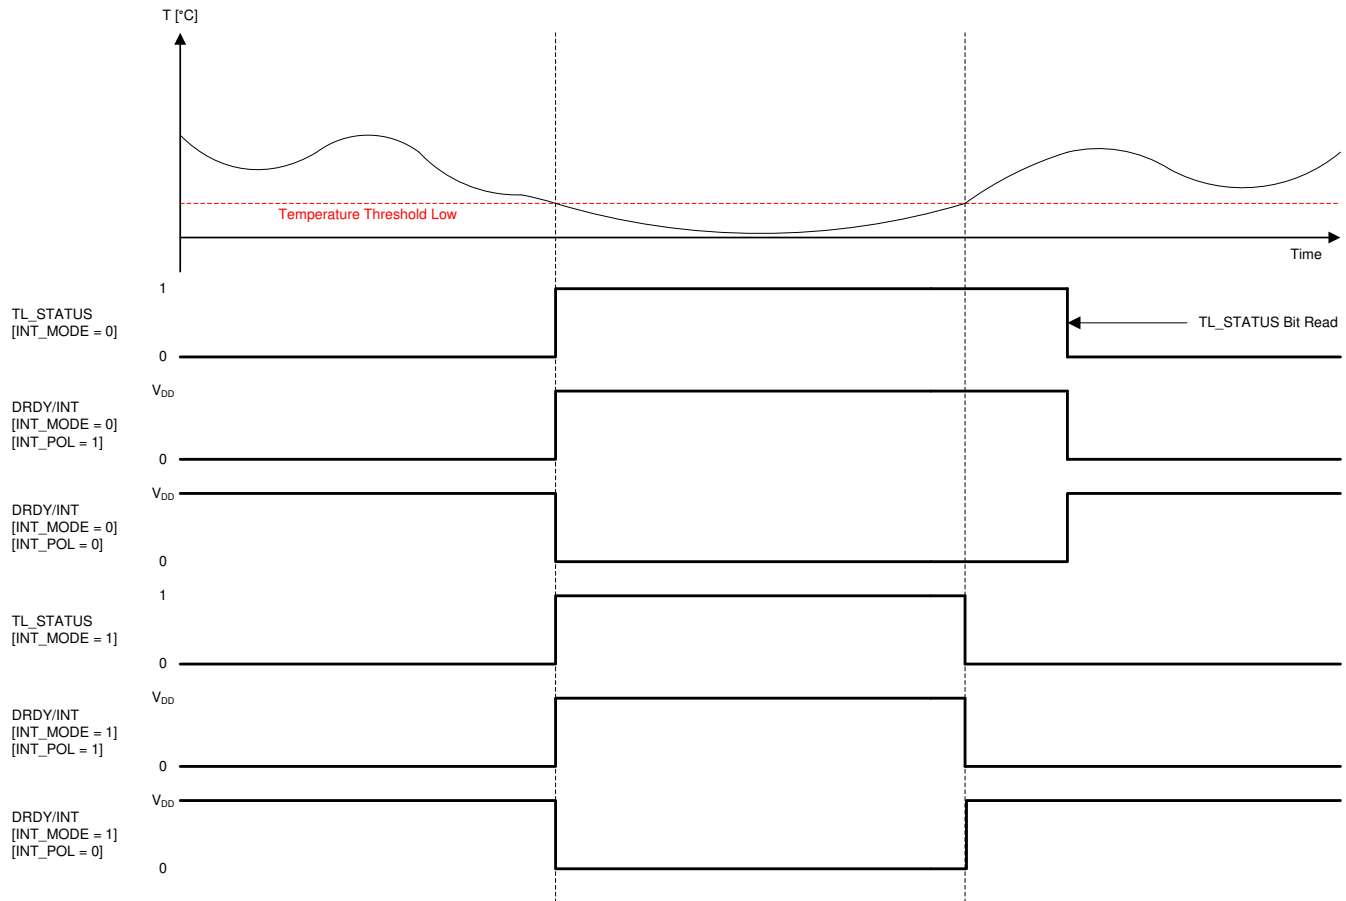 T [°C]
Temperature Threshold Low
Time
1
TL_STATUS
[INT_MODE = 0]
TL_STATUS Bit Read
0
VDD
DRDY/INT
[INT_MODE = 0]
[INT_POL = 1]
0
VDD
DRDY/INT
[INT_MODE = 0]
[INT_POL = 0]
0
1
TL_STATUS
[INT_MODE = 1]
0
VDD
DRDY/INT
[INT_MODE = 1]
[INT_POL = 1]
0
VDD
DRDY/INT
[INT_MODE = 1]
[INT_POL = 0]
0